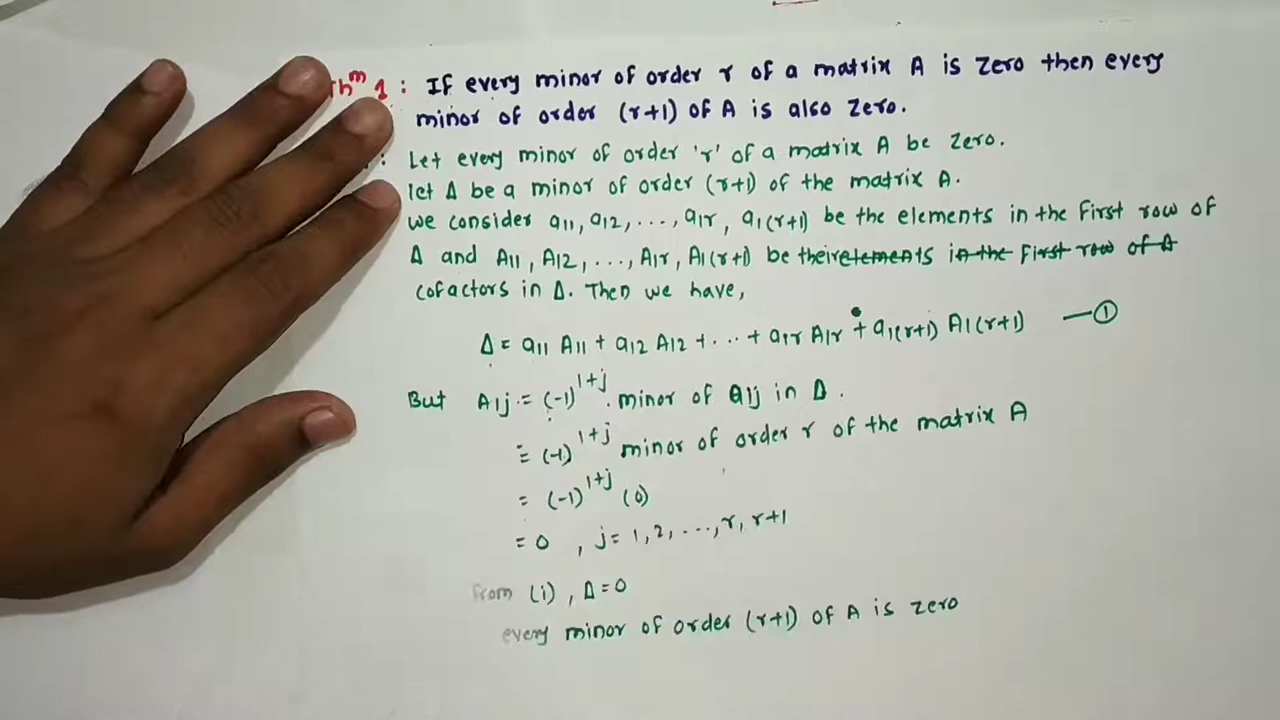 Thm 1 : If every minor of order r of a matrix A is zero then every
minor of order (r+1) of A is also zero.
: Let every minor of order 'r' of a matrix A be zero.
let Δ be a minor of order (r+1) of the matrix A.
we consider a11, a12, ..., a1r, a1(r+1) be the elements in the first row of
Δ and A11, A12, ..., A1r, A1(r+1) be their elements in the first row of A
cofactors in Δ. Then we have,
Δ = a11 A11 + a12 A12 + ... + a1r A1r + a1(r+1) A1(r+1) — ①
But A1j = (-1)^1+j . minor of a1j in Δ.
= (-1)^1+j minor of order r of the matrix A
= (-1)^1+j (0)
= 0 , j = 1, 2, ..., r, r+1
from (i), Δ=0
every minor of order (r+1) of A is zero